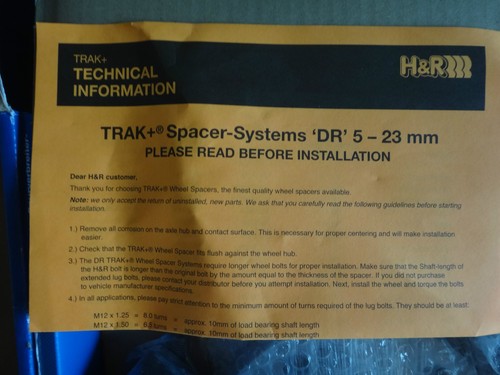 TRAK+
TECHNICAL
INFORMATION
H&R
TRAK+® Spacer-Systems 'DR' 5 – 23 mm
PLEASE READ BEFORE INSTALLATION
Dear H&R customer,
Thank you for choosing TRAK+® Wheel Spacers, the finest quality wheel spacers available.
Note: we only accept the return of uninstalled, new parts. We ask that you carefully read the following guidelines before starting
installation.
1.) Remove all corrosion on the axle hub and contact surface. This is necessary for proper centering and will make installation
easier.
2.) Check that the TRAK+® Wheel Spacer fits flush against the wheel hub.
3.) The DR TRAK+® Wheel Spacer Systems require longer wheel bolts for proper installation. Make sure that the Shaft-length of
the H&R bolt is longer than the original bolt by the amount equal to the thickness of the spacer. If you did not purchase
extended lug bolts, please contact your distributor before you attempt installation. Next, install the wheel and torque the bolts
to vehicle manufacturer specifications.
4.) In all applications, please pay strict attention to the minimum amount of turns required of the lug bolts. They should be at least:
M12 x 1.25 = 8.0 turns = approx. 10mm of load bearing shaft length
M12 x 1.50 = turns = approx. 10mm of load bearing shaft length